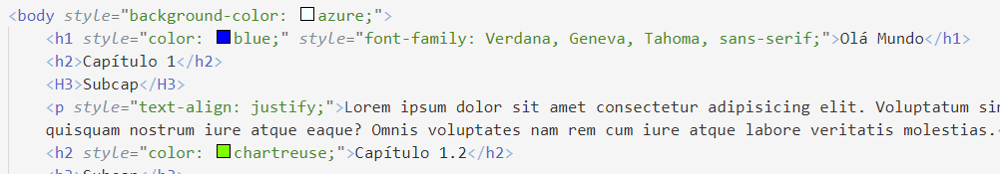 <body style="background-color: azure;">
<h1 style="color: blue;" style="font-family: Verdana, Geneva, Tahoma, sans-serif;">Olá Mundo</h1>
<h2>Capítulo 1</h2>
<H3>Subcap</H3>
<p style="text-align: justify;">Lorem ipsum dolor sit amet consectetur adipisicing elit. Voluptatum
quisquam nostrum iure atque eaque? Omnis voluptates nam rem cum iure atque labore veritatis molestias.
<h2 style="color: chartreuse;">Capítulo 1.2</h2>
<h3>Subcap</h3>